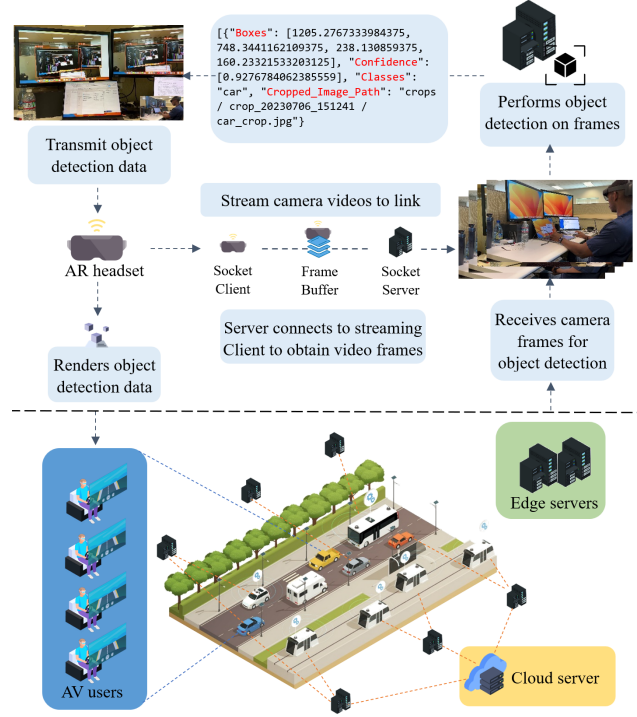 [{"Boxes": [1205.2767333984375,
748.3441162109375, 238.130859375,
160.23321533203125], "Confidence":
[0.9276784062385559], "Classes":
"car", "Cropped_Image_Path": "crops
/ crop_20230706_151241 /
car_crop.jpg"}
Performs object
detection on frames
Transmit object
detection data
Stream camera videos to link
AR headset
Socket
Client
Frame
Buffer
Socket
Server
Server connects to streaming
Client to obtain video frames
Receives camera
frames for
object detection
Renders object
detection data
Edge servers
AV users
Cloud server